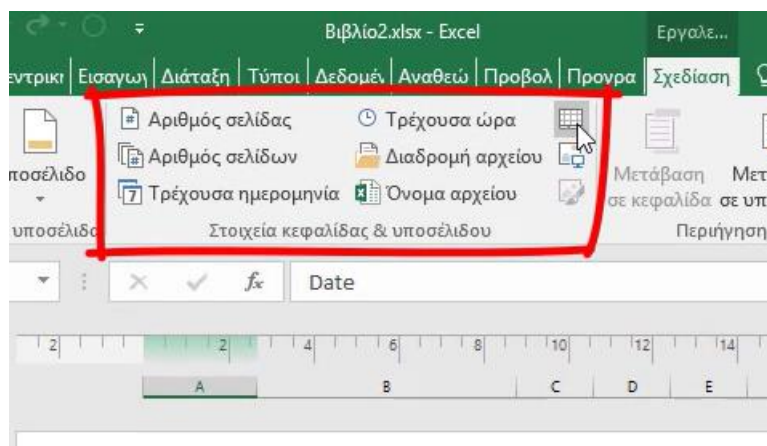 Βιβλίο2.xlsx - Excel
Εργαλε...
εντρικη Εισαγωγ Διάταξη Τύποι Δεδομέν Αναθεώ Προβολ Προγρα Σχεδίαση
Αριθμός σελίδας
Τρέχουσα ώρα
Αριθμός σελίδων
Διαδρομή αρχείου
Τρέχουσα ημερομηνία
Όνομα αρχείου
Στοιχεία κεφαλίδας & υποσέλιδου
ποσέλιδο
υποσέλιδο
Μετάβαση
σε κεφαλίδα
Μετ
σε υπ
Περιήγηση
fx Date
2 2 4 6 8 10 12 14
A B C D E
7